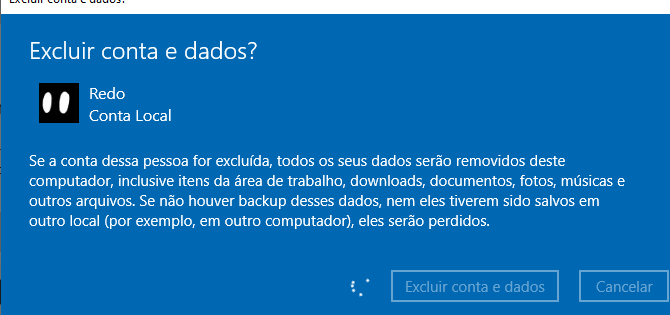 Excluir conta e dados?
Excluir conta e dados?
Redo
Conta Local
Se a conta dessa pessoa for excluída, todos os seus dados serão removidos deste
computador, inclusive itens da área de trabalho, downloads, documentos, fotos, músicas e
outros arquivos. Se não houver backup desses dados, nem eles tiverem sido salvos em
outro local (por exemplo, em outro computador), eles serão perdidos.
Excluir conta e dados
Cancelar